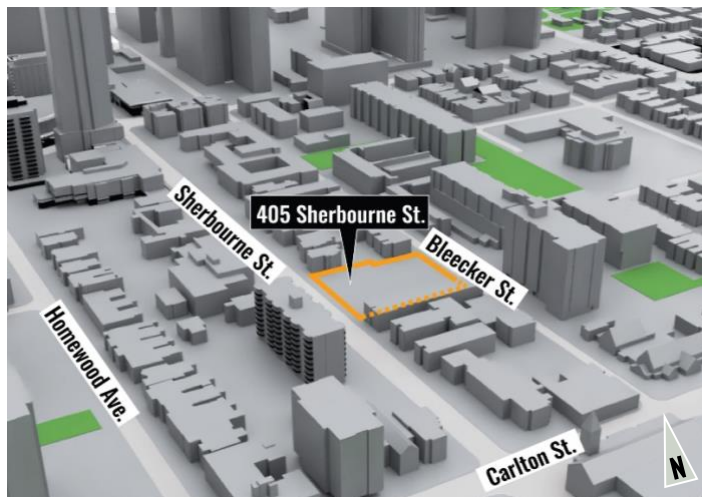 Sherbourne St.
405 Sherbourne St.
Bleecker St.
Homewood Ave.
Carlton St.
N